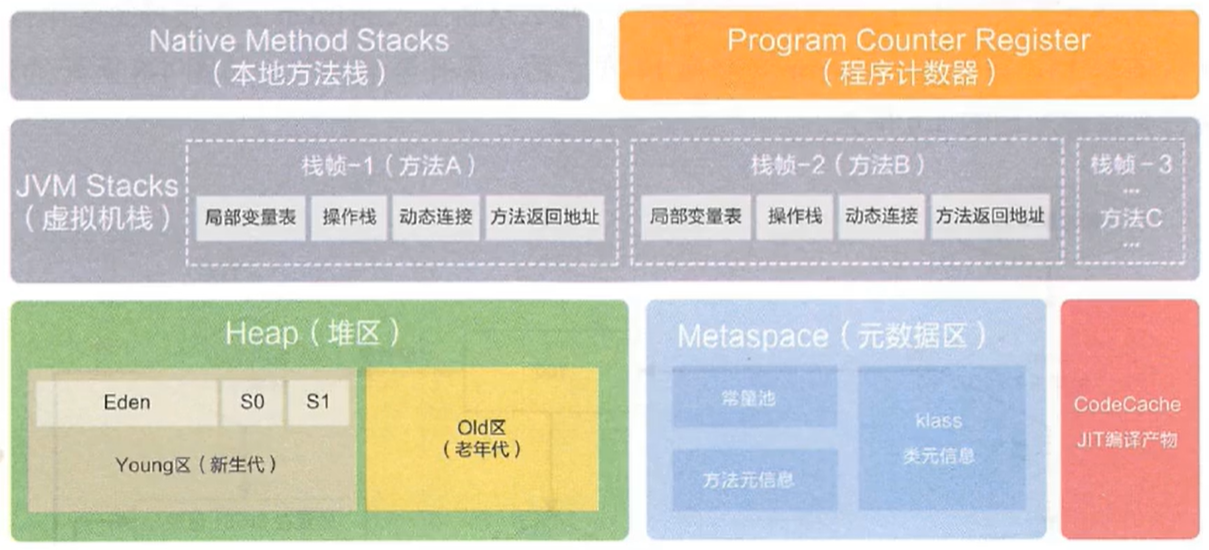 Native Method Stacks
（本地方法栈）
Program Counter Register
（程序计数器）
JVM Stacks
（虚拟机栈）
栈帧-1（方法A）
局部变量表
操作栈
动态连接
方法返回地址
栈帧-2（方法B）
局部变量表
操作栈
动态连接
方法返回地址
栈帧-3
...
方法C
...
Heap（堆区）
Eden
S0
S1
Young区（新生代）
Old区
（老年代）
Metaspace（元数据区）
常量池
方法元信息
klass
类元信息
CodeCache
JIT编译产物